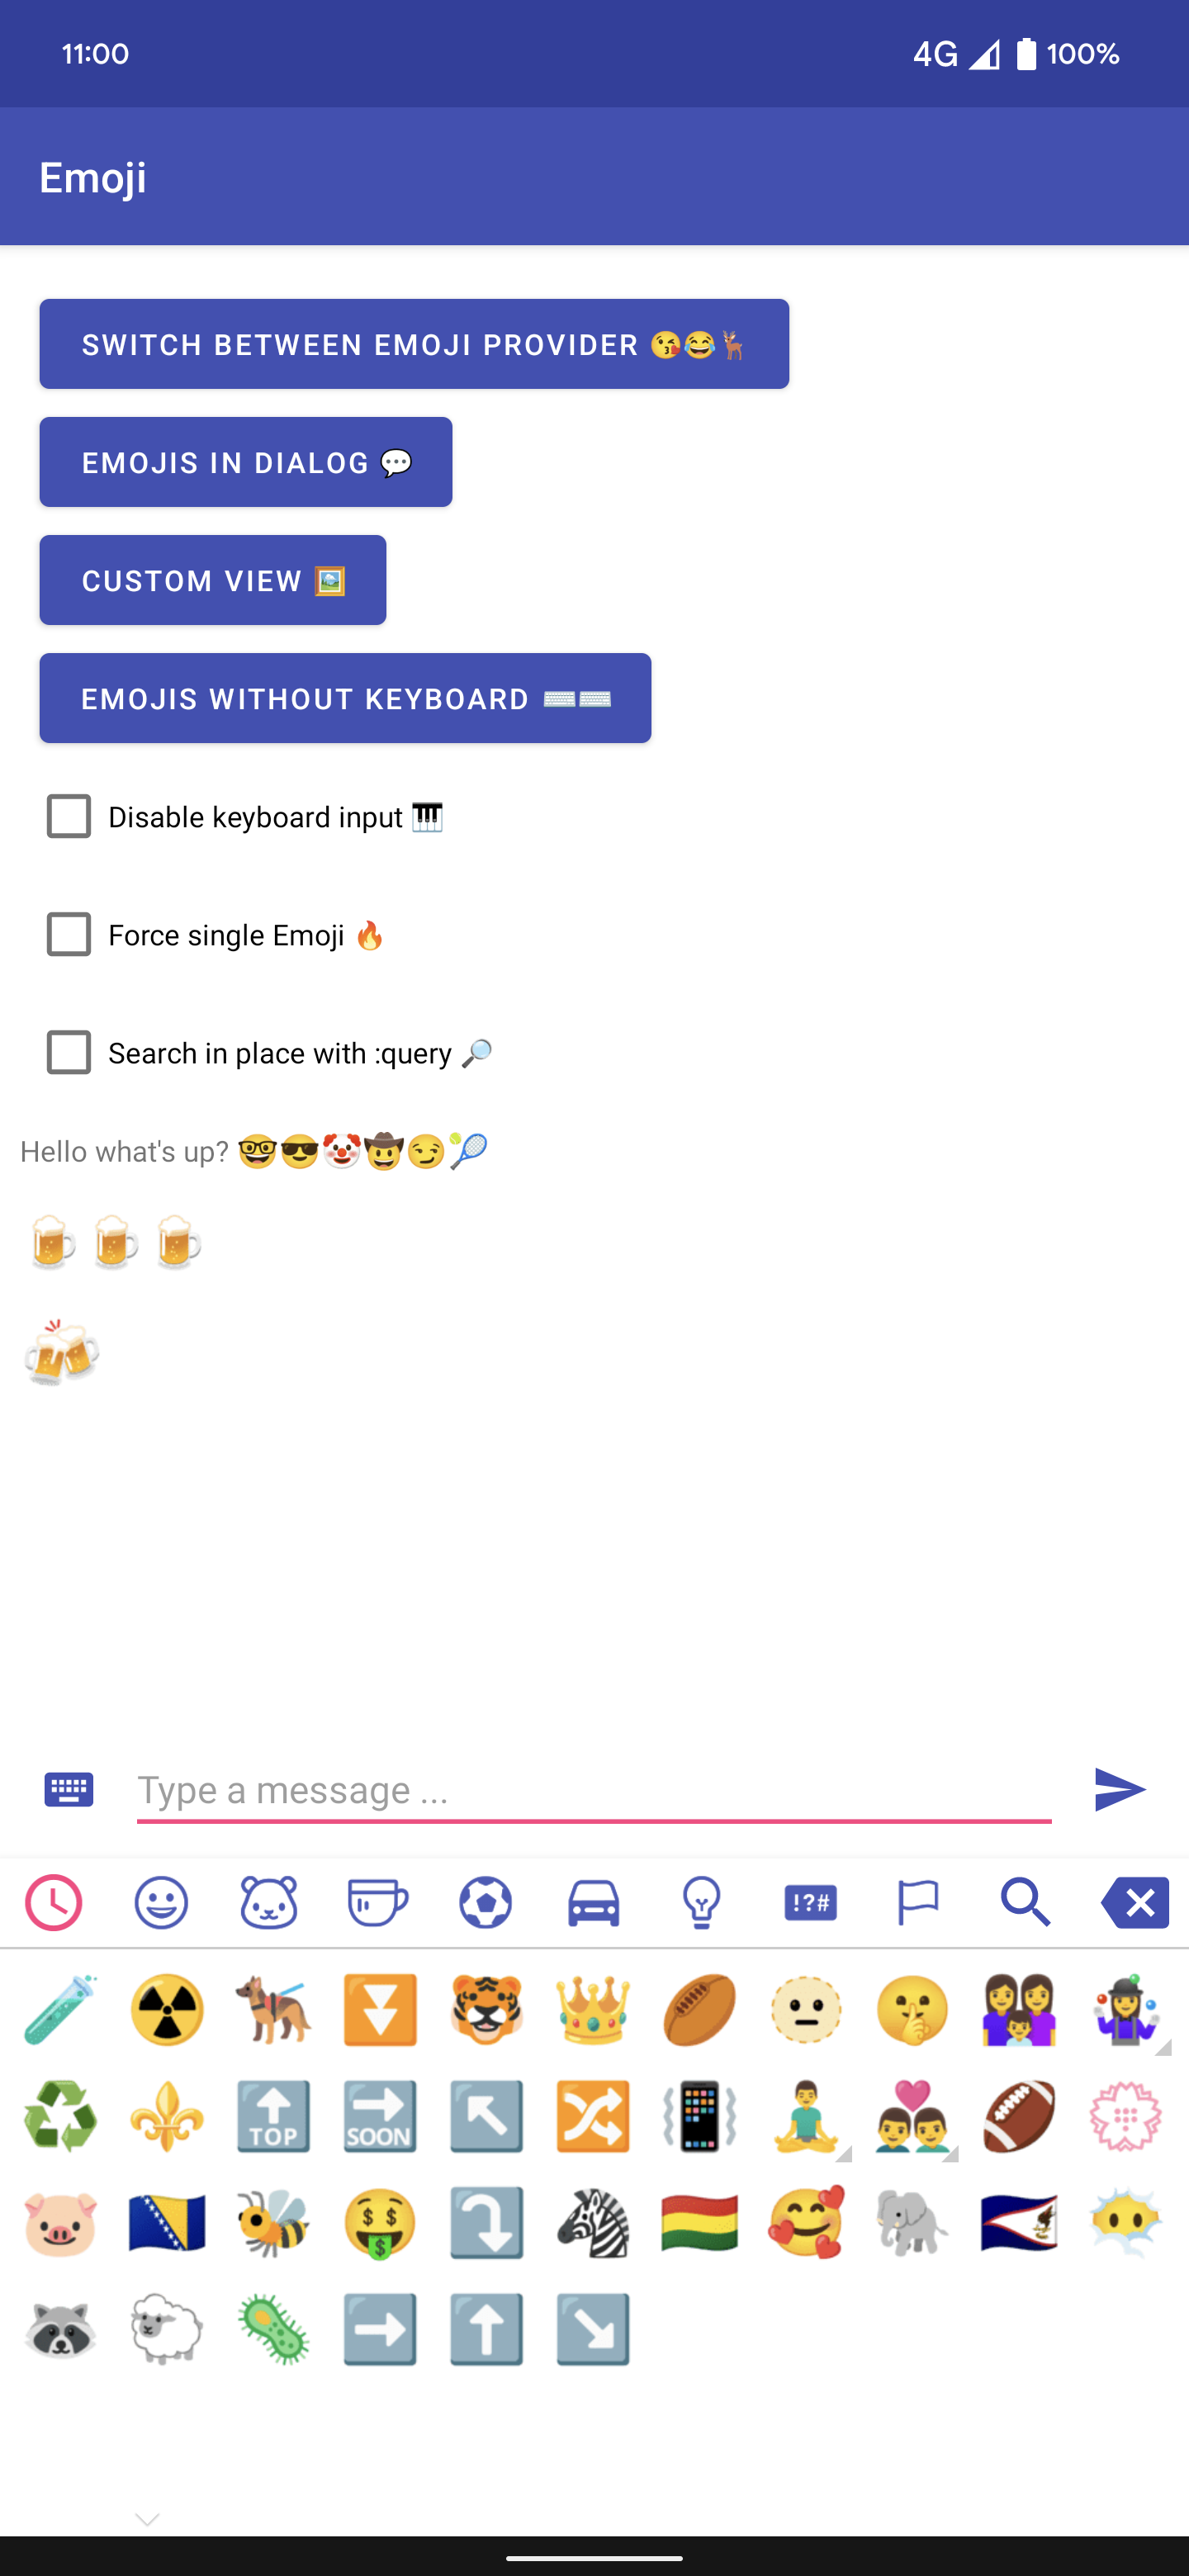 11:00 4G 100%
Emoji
SWITCH BETWEEN EMOJI PROVIDER 😘😂🦌
EMOJIS IN DIALOG 💬
CUSTOM VIEW 🖼️
EMOJIS WITHOUT KEYBOARD ⌨️⌨️
Disable keyboard input 🎹
Force single Emoji 🔥
Search in place with :query 🔎
Hello what's up? 🤓😎🤡🤠😏🎾
🍺🍺🍺
🍻
Type a message ...
!?#
TOP SOON